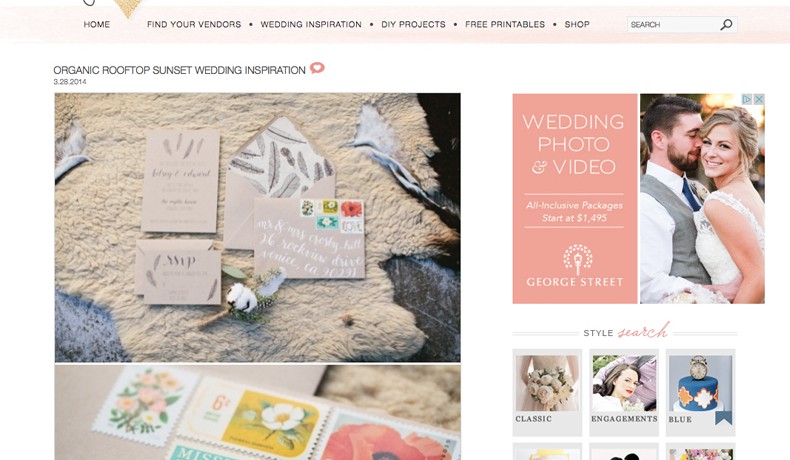 HOME
FIND YOUR VENDORS • WEDDING INSPIRATION • DIY PROJECTS • FREE PRINTABLES • SHOP
SEARCH
ORGANIC ROOFTOP SUNSET WEDDING INSPIRATION
3.28.2014
RSVP
mr & mrs crosby hill
26 rockview drive
venice, ca 90291
6¢
WEDDING
PHOTO
& VIDEO
All-Inclusive Packages
Start at $1,495
GEORGE STREET
STYLE search
CLASSIC
ENGAGEMENTS
BLUE